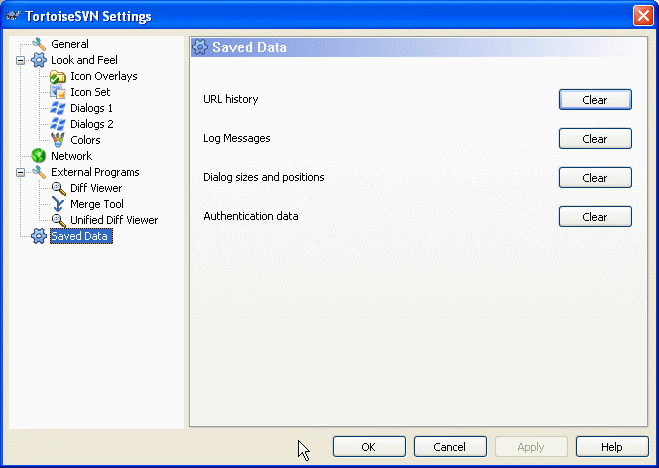 TortoiseSVN Settings
General
Look and Feel
Icon Overlays
Icon Set
Dialogs 1
Dialogs 2
Colors
Network
External Programs
Diff Viewer
Merge Tool
Unified Diff Viewer
Saved Data
Saved Data
URL history Clear
Log Messages Clear
Dialog sizes and positions Clear
Authentication data Clear
OK Cancel Apply Help